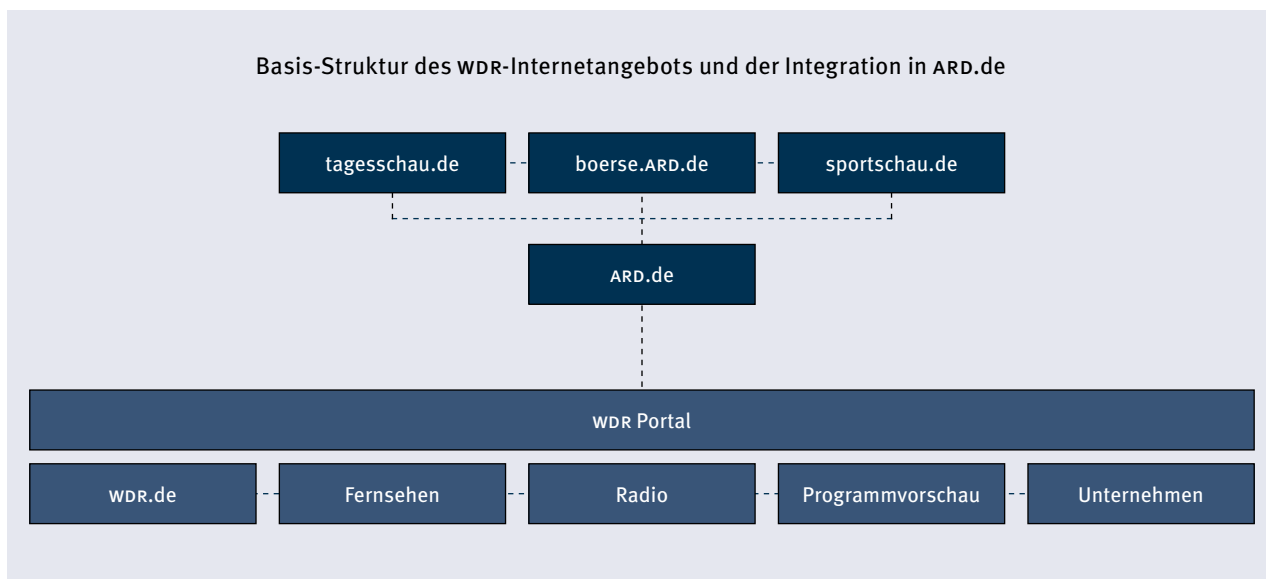 Basis-Struktur des WDR-Internetangebots und der Integration in ARD.de
tagesschau.de
boerse.ARD.de
sportschau.de
ARD.de
WDR Portal
WDR.de
Fernsehen
Radio
Programmvorschau
Unternehmen